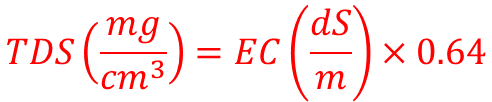 TDS (mg/cm³) = EC (dS/m) × 0.64